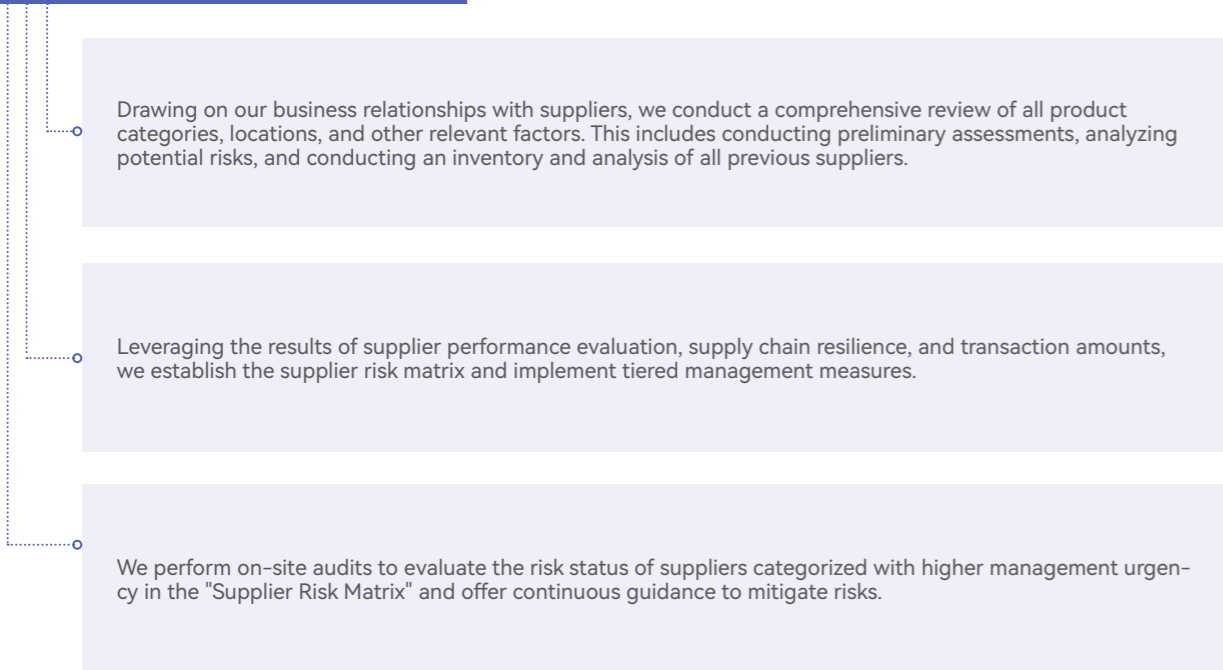 Drawing on our business relationships with suppliers, we conduct a comprehensive review of all product
categories, locations, and other relevant factors. This includes conducting preliminary assessments, analyzing
potential risks, and conducting an inventory and analysis of all previous suppliers.
Leveraging the results of supplier performance evaluation, supply chain resilience, and transaction amounts,
we establish the supplier risk matrix and implement tiered management measures.
We perform on-site audits to evaluate the risk status of suppliers categorized with higher management urgen-
cy in the "Supplier Risk Matrix" and offer continuous guidance to mitigate risks.